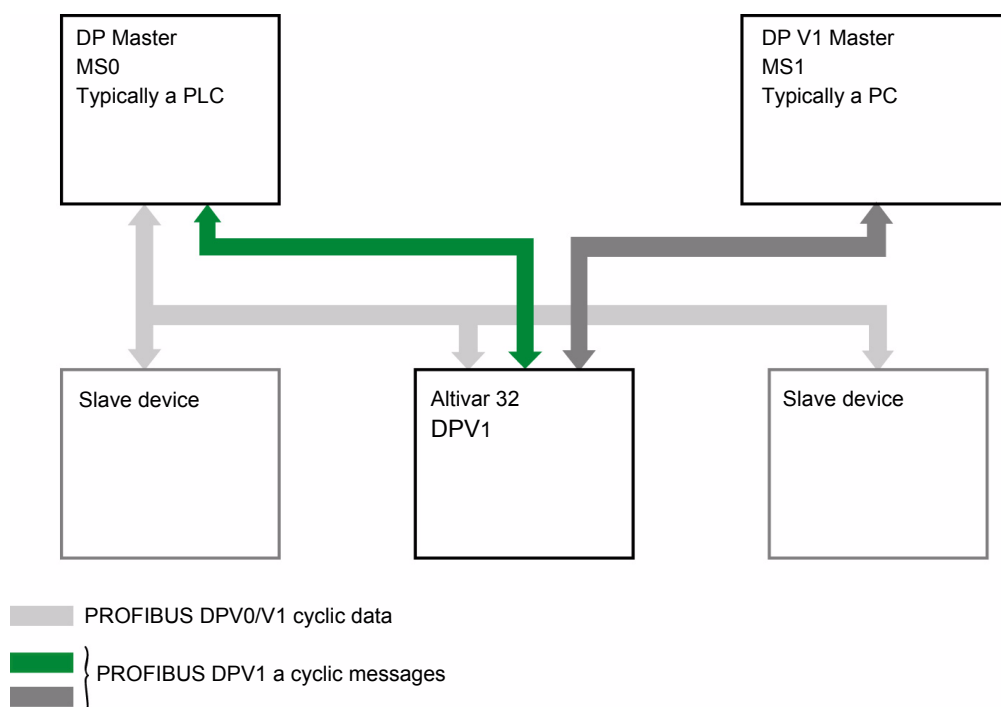 DP Master
MS0
Typically a PLC
DP V1 Master
MS1
Typically a PC
Slave device
Altivar 32
DPV1
Slave device
PROFIBUS DPV0/V1 cyclic data
PROFIBUS DPV1 a cyclic messages